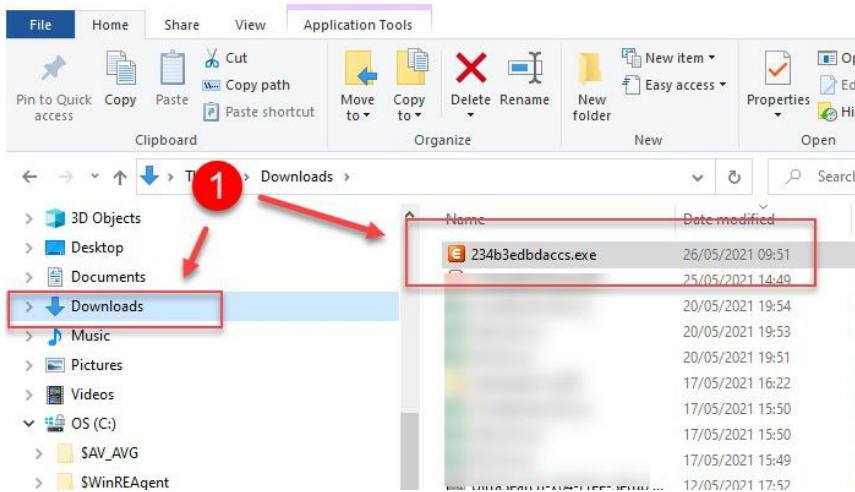 File Home Share View Application Tools
Pin to Quick access
Copy
Paste
Cut
Copy path
Paste shortcut
Clipboard
Move to
Copy to
Delete
Rename
Organize
New folder
New item
Easy access
New
Properties
Open
1
Downloads
Search
3D Objects
Desktop
Documents
Downloads
Music
Pictures
Videos
OS (C:)
$AV_AVG
$WinREAgent
Name Date modified
234b3edbdaccs.exe 26/05/2021 09:51
25/05/2021 14:49
20/05/2021 19:54
20/05/2021 19:53
20/05/2021 19:51
17/05/2021 16:22
17/05/2021 15:50
17/05/2021 15:50
17/05/2021 15:49
12/05/2021 17:52